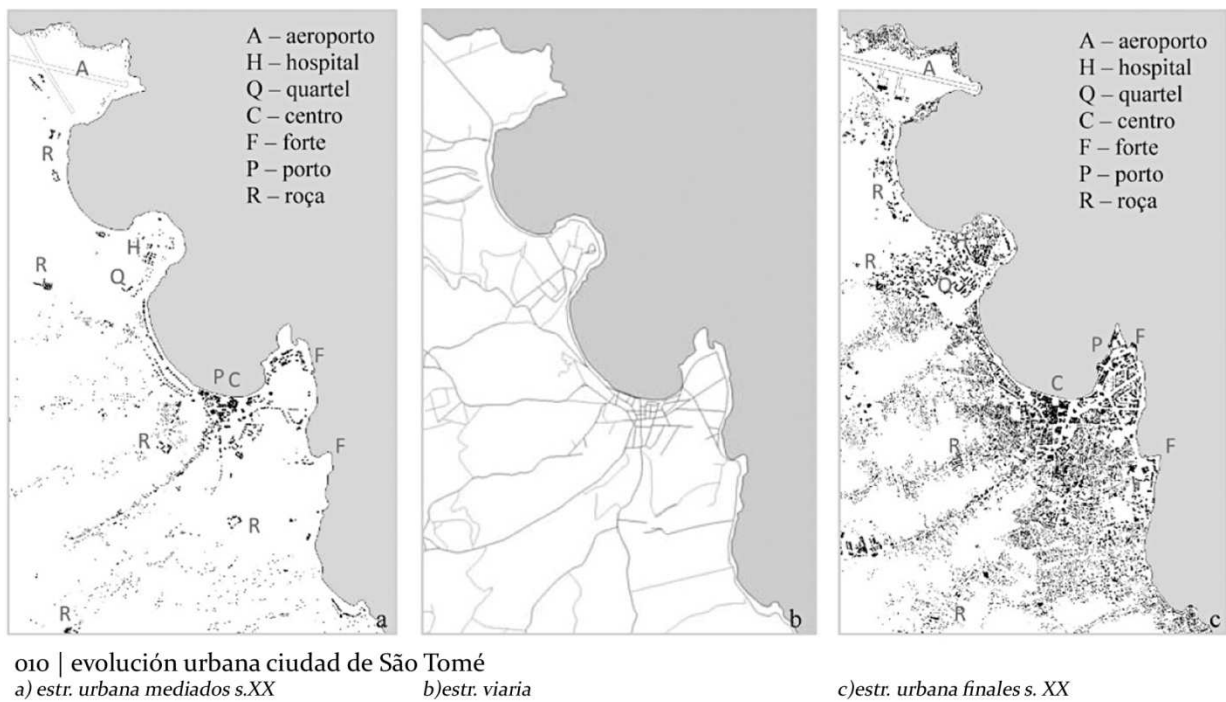 A – aeroporto
H – hospital
Q – quartel
C – centro
F – forte
P – porto
R – roça
A
R
H
R
Q
F
P C
R
F
R
R
a
b
A – aeroporto
H – hospital
Q – quartel
C – centro
F – forte
P – porto
R – roça
A
R
H
R
Q
P F
C
R
F
R
c
010 | evolución urbana ciudad de São Tomé
a) estr. urbana mediados s.XX
b)estr. viaria
c)estr. urbana finales s. XX